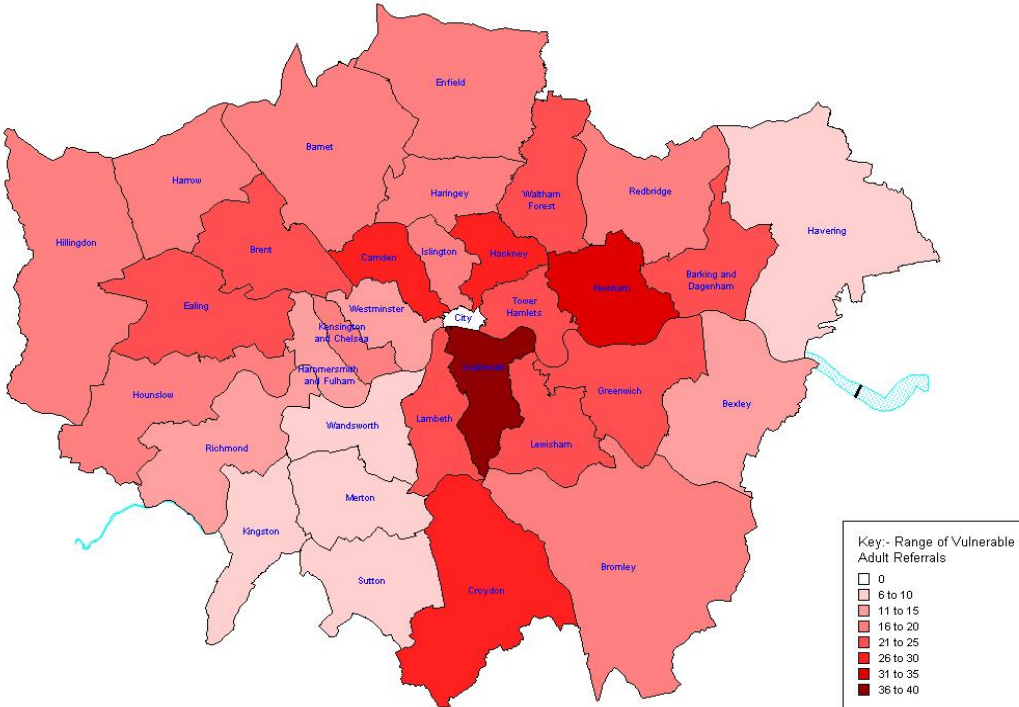 Enfield
Barnet
Harrow
Haringey
Waltham
Forest
Redbridge
Havering
Hillingdon
Brent
Camden
Islington
Hackney
Newham
Barking and
Dagenham
Ealing
Westminster
City
Tower
Hamlets
Kensington
and Chelsea
Hammersmith
and Fulham
Hounslow
Greenwich
Bexley
Wandsworth
Lambeth
Richmond
Lewisham
Merton
Kingston
Sutton
Croydon
Bromley
Key:- Range of Vulnerable
Adult Referrals
0
6 to 10
11 to 15
16 to 20
21 to 25
26 to 30
31 to 35
36 to 40